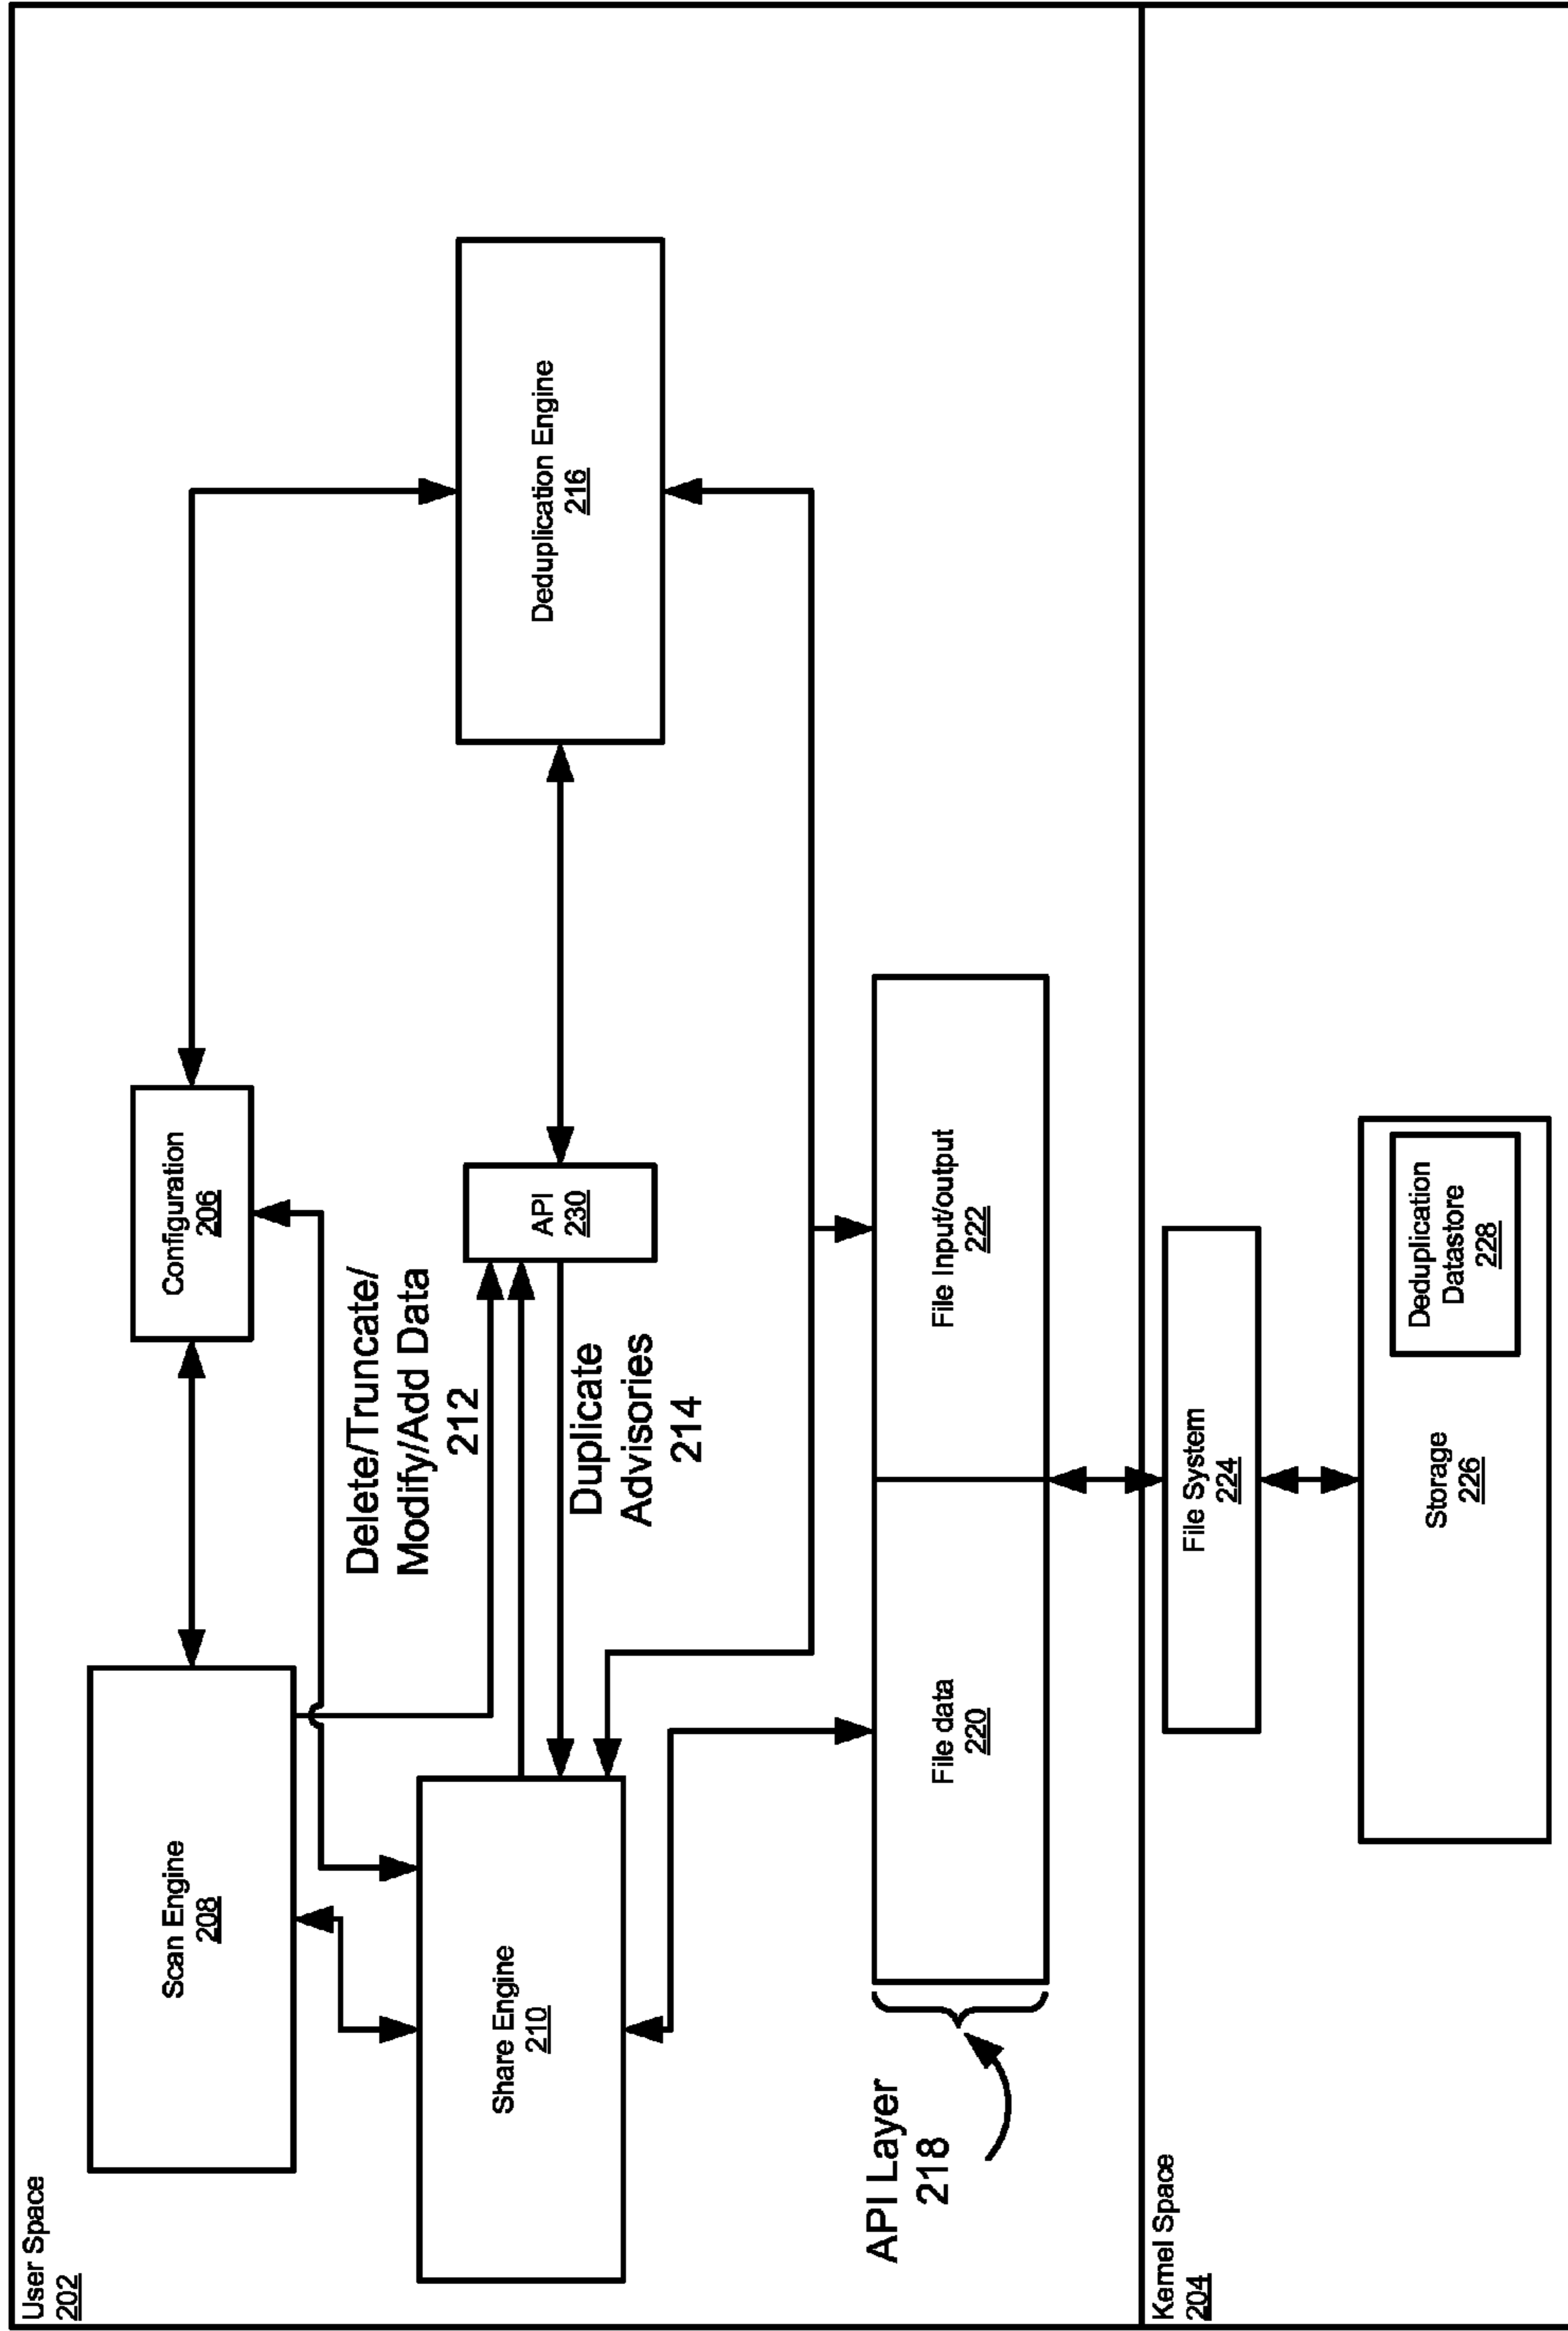 User Space
202
Scan Engine
208
Configuration
206
Delete/Truncate/
Modify/Add Data
212
Share Engine
210
API
230
Deduplication Engine
216
Duplicate
Advisories
214
API Layer
218
File data
220
File Input/output
222
Kernel Space
204
File System
224
Storage
226
Deduplication
Datastore
228